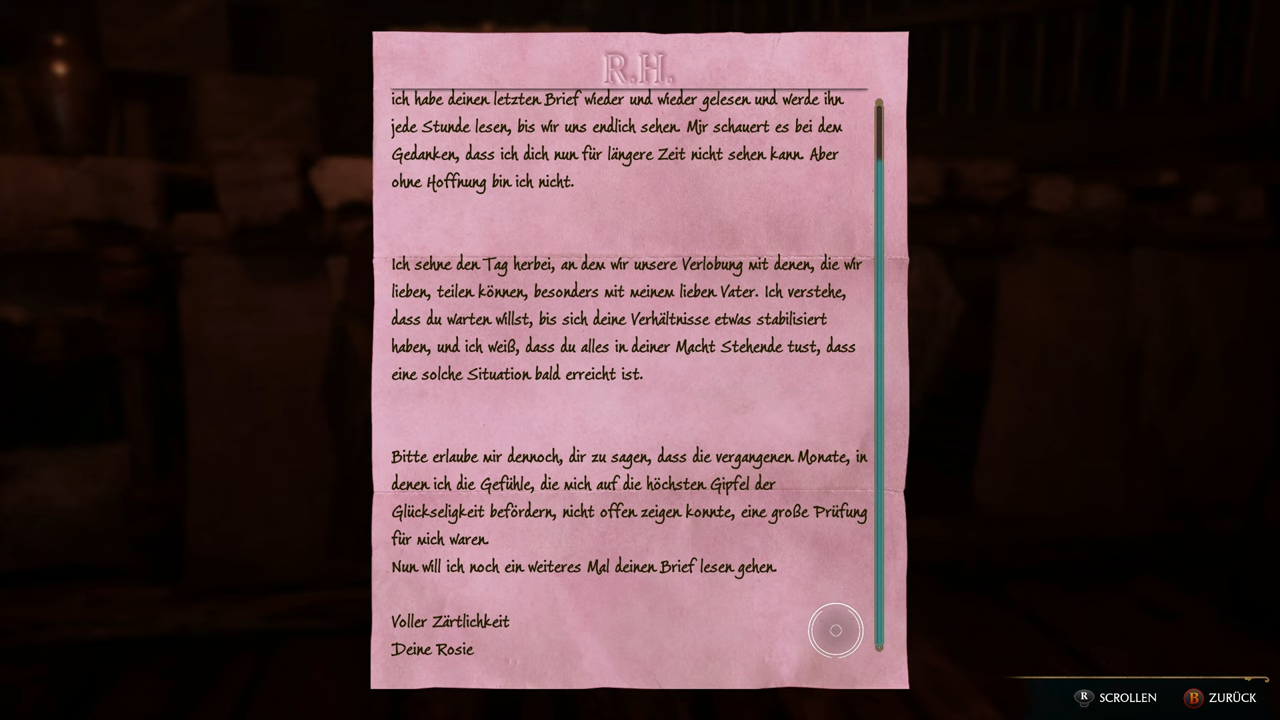 R.H.
ich habe deinen letzten Brief wieder und wieder gelesen und werde ihn
jede Stunde lesen, bis wir uns endlich sehen. Mir schauert es bei dem
Gedanken, dass ich dich nun für längere Zeit nicht sehen kann. Aber
ohne Hoffnung bin ich nicht.
Ich sehne den Tag herbei, an dem wir unsere Verlobung mit denen, die wir
lieben, teilen können, besonders mit meinem lieben Vater. Ich verstehe,
dass du warten willst, bis sich deine Verhältnisse etwas stabilisiert
haben, und ich weiß, dass du alles in deiner Macht Stehende tust, dass
eine solche Situation bald erreicht ist.
Bitte erlaube mir dennoch, dir zu sagen, dass die vergangenen Monate, in
denen ich die Gefühle, die mich auf die höchsten Gipfel der
Glückseligkeit befördern, nicht offen zeigen konnte, eine große Prüfung
für mich waren.
Nun will ich noch ein weiteres Mal deinen Brief lesen gehen.
Voller Zärtlichkeit
Deine Rosie
R SCROLLEN B ZURÜCK